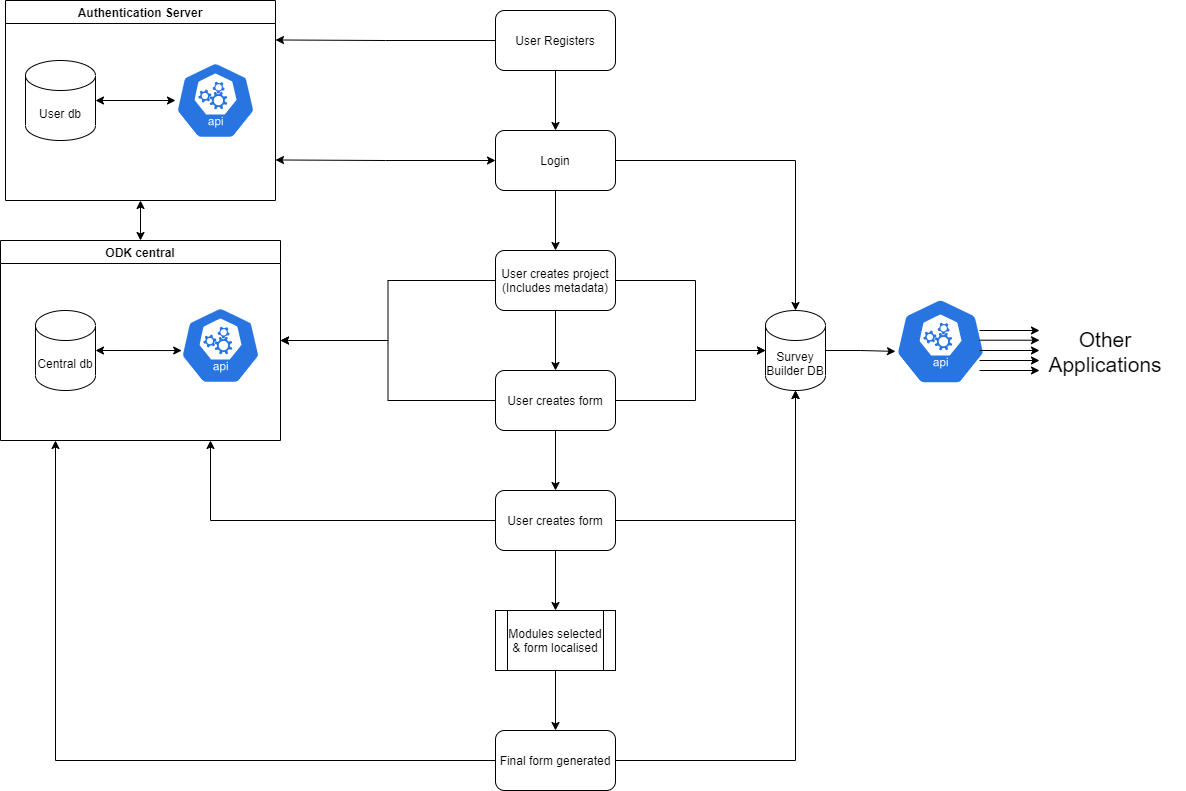 Authentication Server
User Registers
User db
api
Login
ODK central
User creates project
(Includes metadata)
Central db
api
Survey
Builder DB
api
Other
Applications
User creates form
User creates form
Modules selected
& form localised
Final form generated